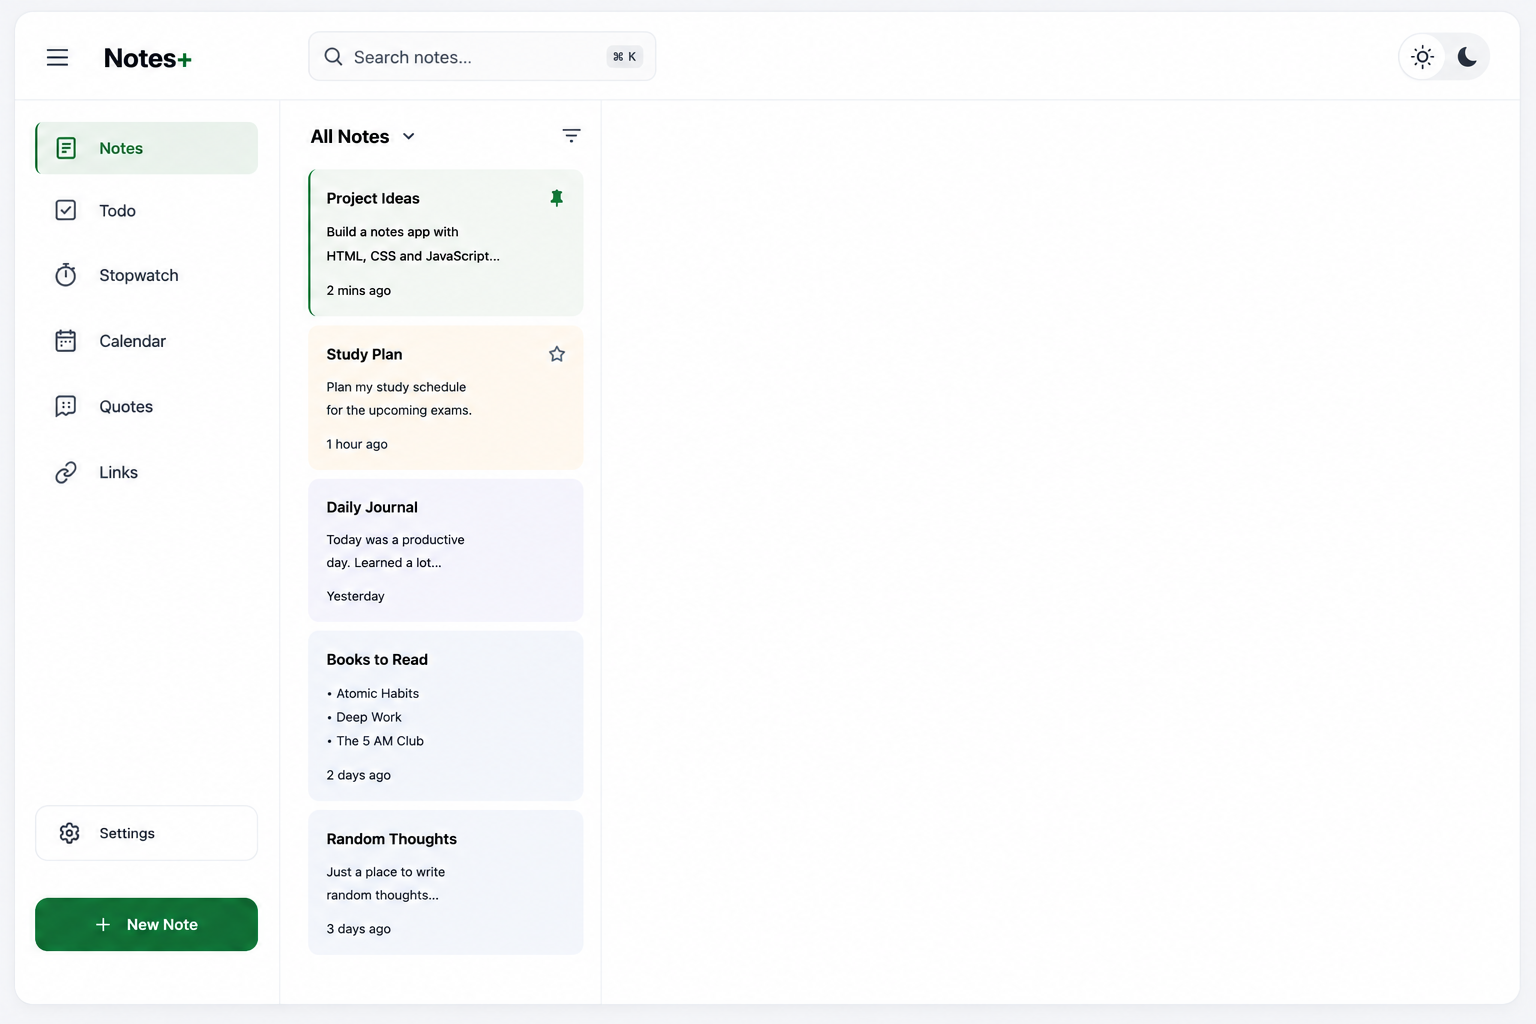 Notes+
Search notes...
⌘ K
Notes
Todo
Stopwatch
Calendar
Quotes
Links
Settings
+ New Note
All Notes
Project Ideas
Build a notes app with
HTML, CSS and JavaScript...
2 mins ago
Study Plan
Plan my study schedule
for the upcoming exams.
1 hour ago
Daily Journal
Today was a productive
day. Learned a lot...
Yesterday
Books to Read
• Atomic Habits
• Deep Work
• The 5 AM Club
2 days ago
Random Thoughts
Just a place to write
random thoughts...
3 days ago